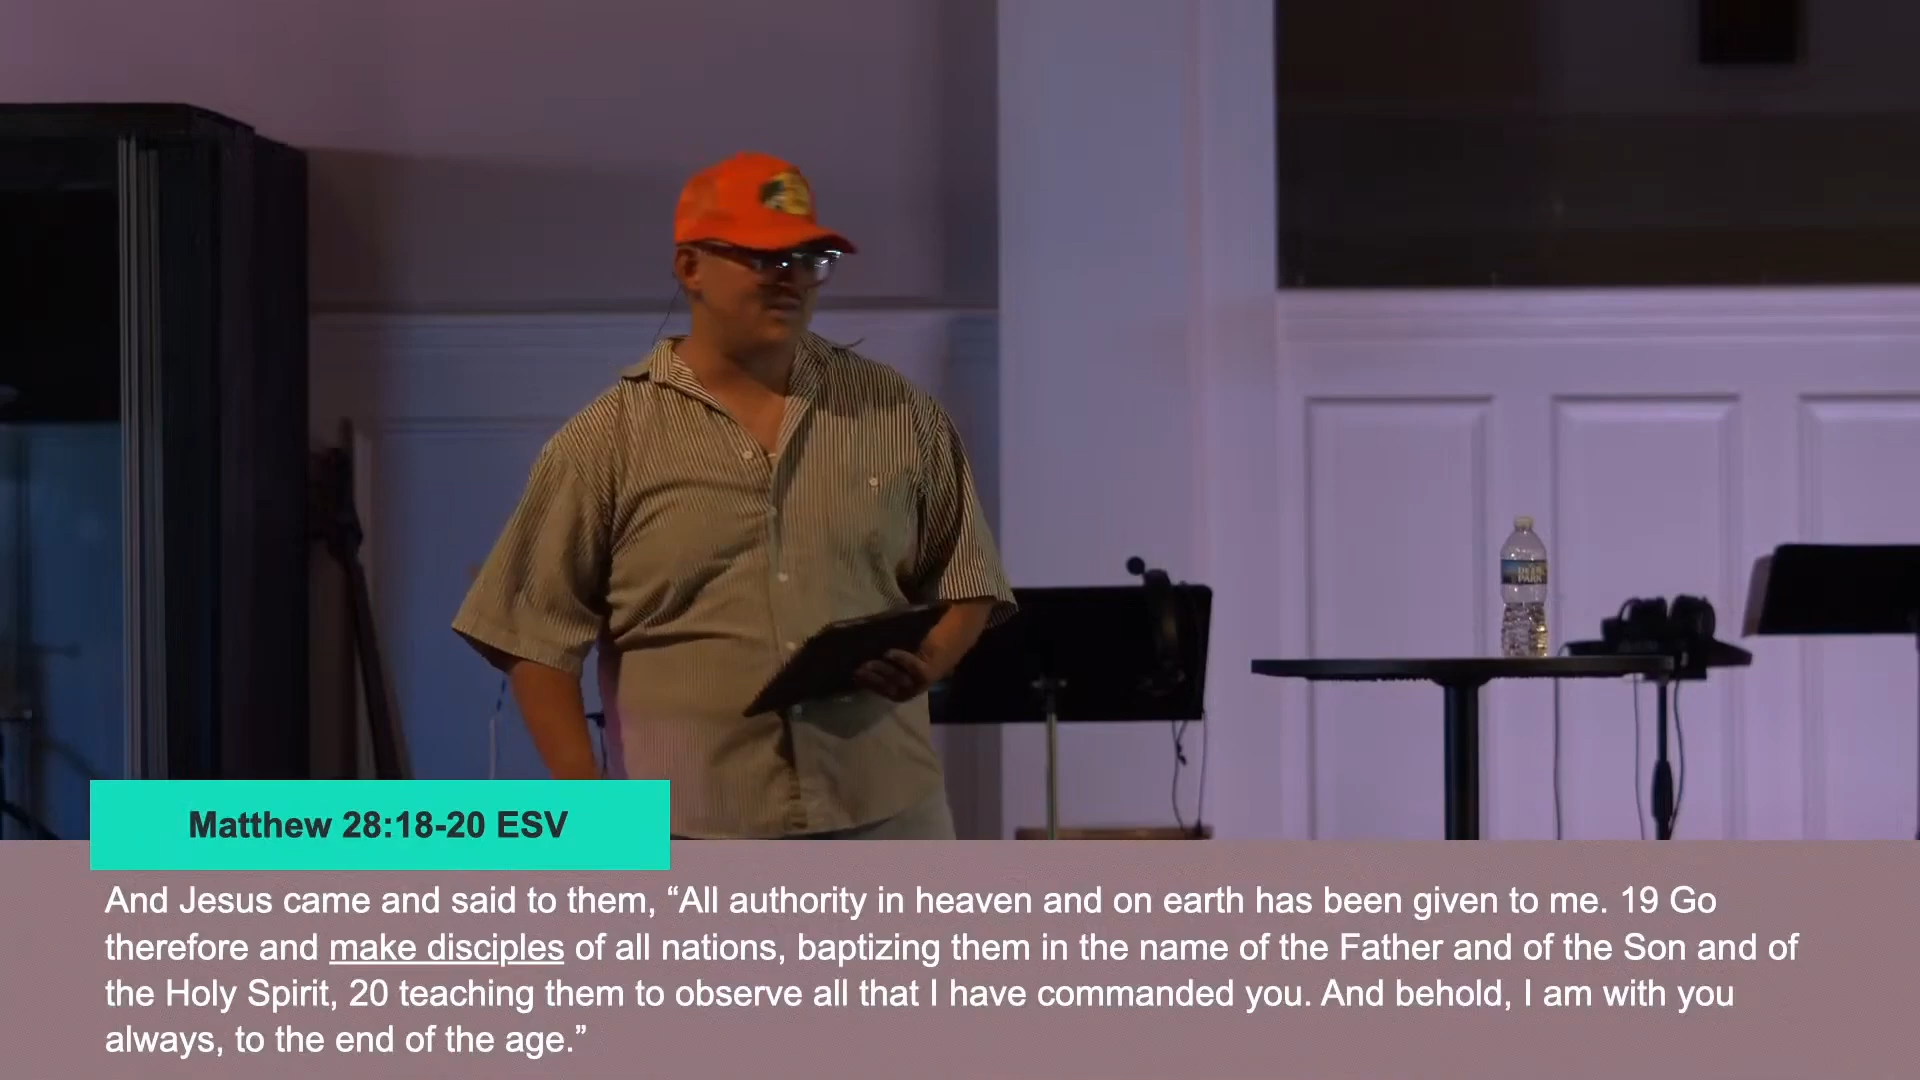 DEER
PARK
Matthew 28:18-20 ESV
And Jesus came and said to them, “All authority in heaven and on earth has been given to me. 19 Go
therefore and make disciples of all nations, baptizing them in the name of the Father and of the Son and of
the Holy Spirit, 20 teaching them to observe all that I have commanded you. And behold, I am with you
always, to the end of the age.”